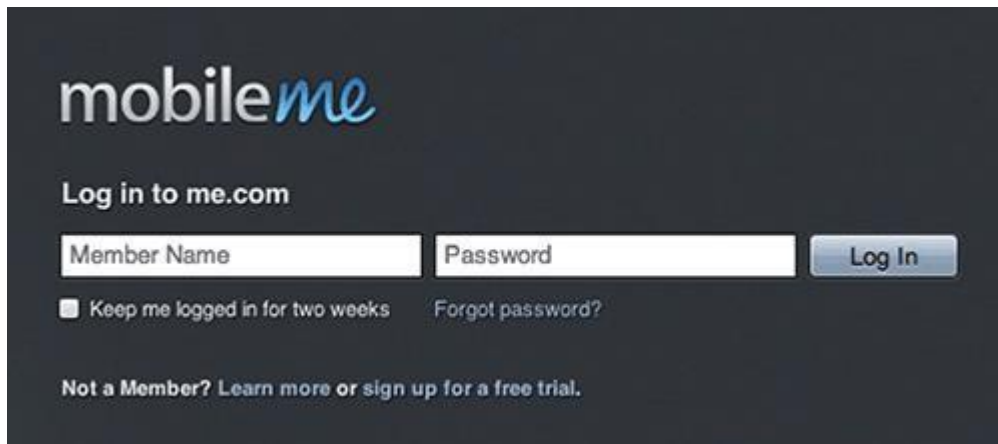 mobileme
Log in to me.com
Member Name Password Log In
Keep me logged in for two weeks Forgot password?
Not a Member? Learn more or sign up for a free trial.